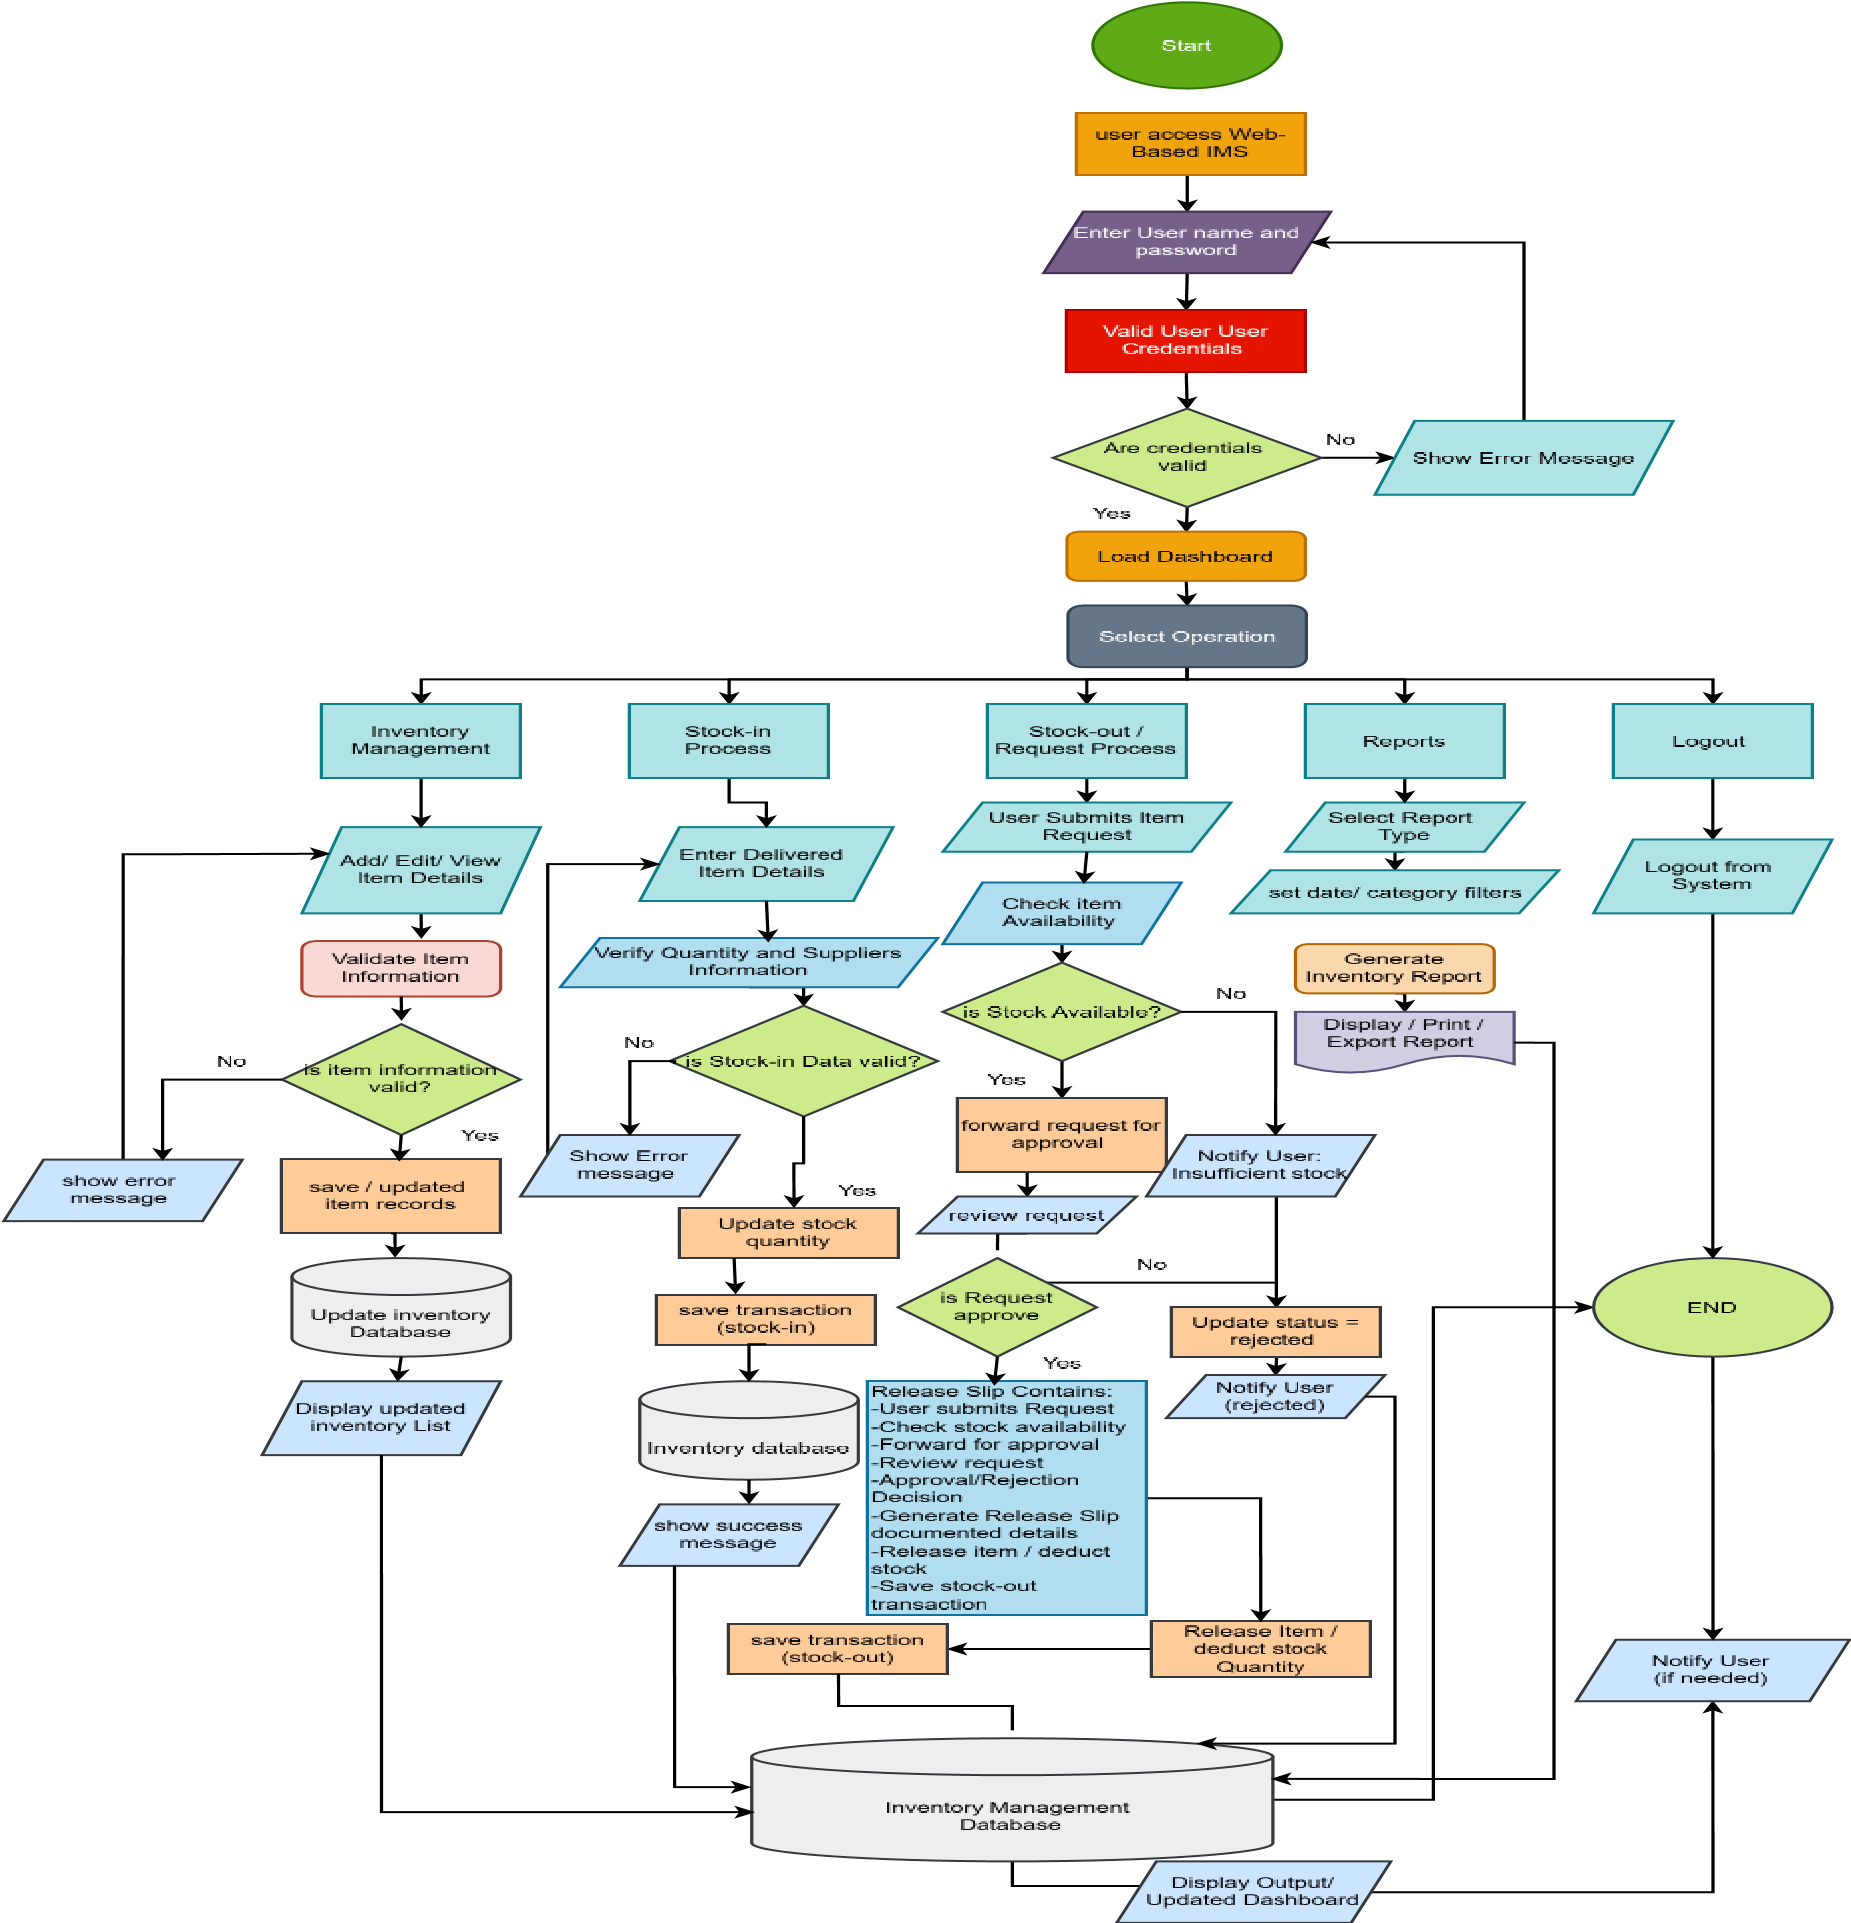 Start
user access Web-
Based IMS
Enter User name and
password
Valid User User
Credentials
Are credentials
valid
No
Show Error Message
Yes
Load Dashboard
Select Operation
Inventory
Management
Stock-in
Process
Stock-out /
Request Process
Reports
Logout
Add/ Edit/ View
Item Details
Enter Delivered
Item Details
User Submits Item
Request
Select Report
Type
Logout from
System
Check item
Availability
set date/ category filters
Validate Item
Information
Verify Quantity and Suppliers
Information
Generate
Inventory Report
is Stock Available?
No
Display / Print /
Export Report
is item information
valid?
No
Yes
is Stock-in Data valid?
No
Yes
Yes
forward request for
approval
show error
message
save / updated
item records
Show Error
message
Notify User:
Insufficient stock
review request
Update stock
quantity
No
is Request
approve
Yes
Update inventory
Database
save transaction
(stock-in)
Update status =
rejected
END
Notify User
(rejected)
Display updated
inventory List
Inventory database
Release Slip Contains:
-User submits Request
-Check stock availability
-Forward for approval
-Review request
-Approval/Rejection
Decision
-Generate Release Slip
documented details
-Release item / deduct
stock
-Save stock-out
transaction
show success
message
save transaction
(stock-out)
Release Item /
deduct stock
Quantity
Notify User
(if needed)
Inventory Management
Database
Display Output/
Updated Dashboard